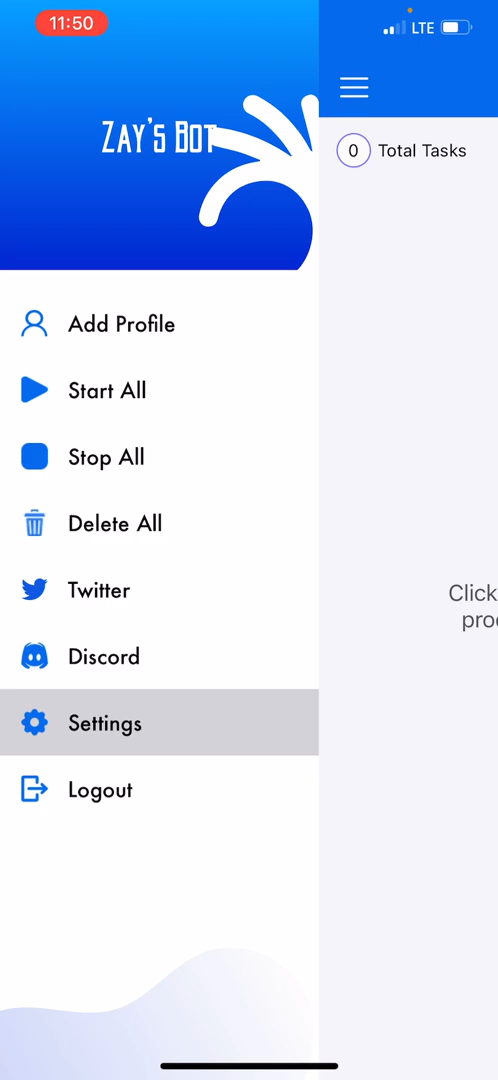 11:50
LTE
Zay's Bot
0 Total Tasks
Add Profile
Start All
Stop All
Delete All
Twitter
Discord
Settings
Logout
Click